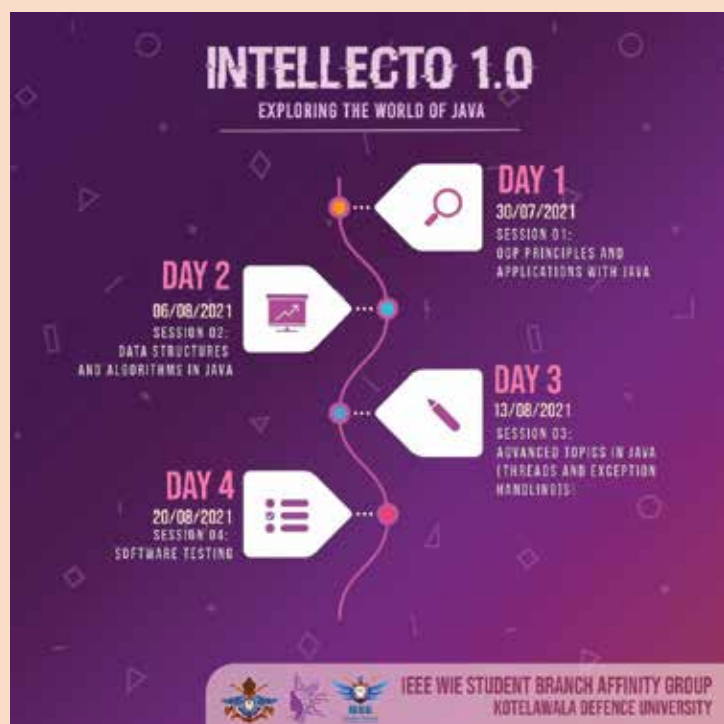 INTELLECTO 1.0
EXPLORING THE WORLD OF JAVA
DAY 1
30/07/2021
SESSION 01:
OOP PRINCIPLES AND
APPLICATIONS WITH JAVA
DAY 2
06/08/2021
SESSION 02:
DATA STRUCTURES
AND ALGORITHMS IN JAVA
DAY 3
13/08/2021
SESSION 03:
ADVANCED TOPICS IN JAVA
(THREADS AND EXCEPTION
DAY 4
20/08/2021
SESSION 04:
SOFTWARE TESTING
IEEE WIE STUDENT BRANCH AFFINITY GROUP
KOTELAWALA DEFENCE UNIVERSITY